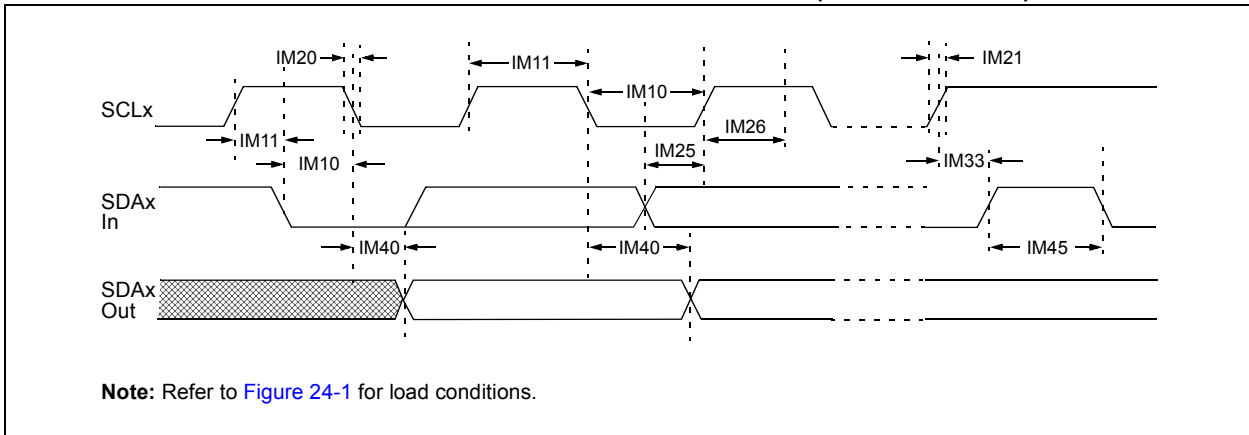 IM20
IM11
IM21
IM10
SCLx
IM11
IM26
IM10
IM25
IM33
SDAx
In
IM40
IM40
IM45
SDAx
Out
Note: Refer to Figure 24-1 for load conditions.